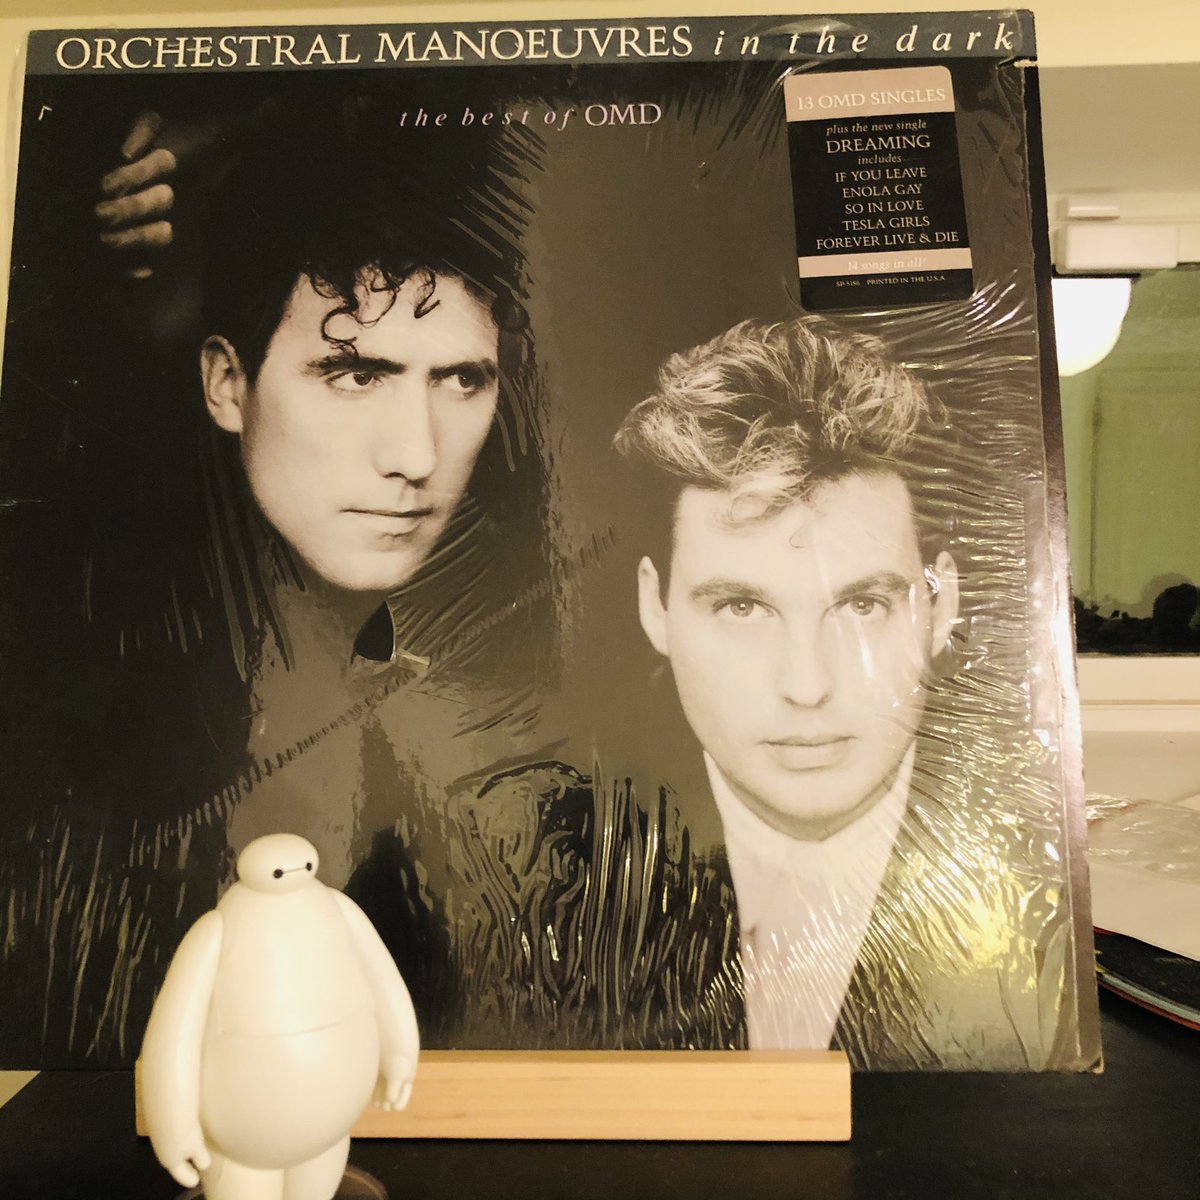 ORCHESTRAL MANOEUVRES in the dark
the best of OMD
13 OMD SINGLES
plus the new single
DREAMING
includes
IF YOU LEAVE
ENOLA GAY
SO IN LOVE
TESLA GIRLS
FOREVER LIVE & DIE
14 songs in all!
SP-5186 PRINTED IN THE U.S.A